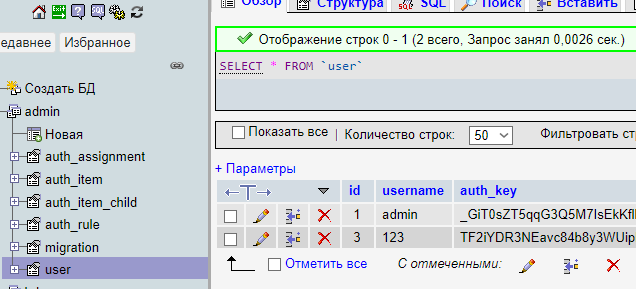 Обзор Структура SQL Поиск Вставить
едавнее Избранное
Отображение строк 0 - 1 (2 всего, Запрос занял 0,0026 сек.)
SELECT * FROM `user`
Создать БД
admin
Новая
auth_assignment
auth_item
auth_item_child
auth_rule
migration
user
Показать все | Количество строк: 50 Фильтровать ст
+ Параметры
←T→ id username auth_key
1 admin
3 123
Отметить все С отмеченными: